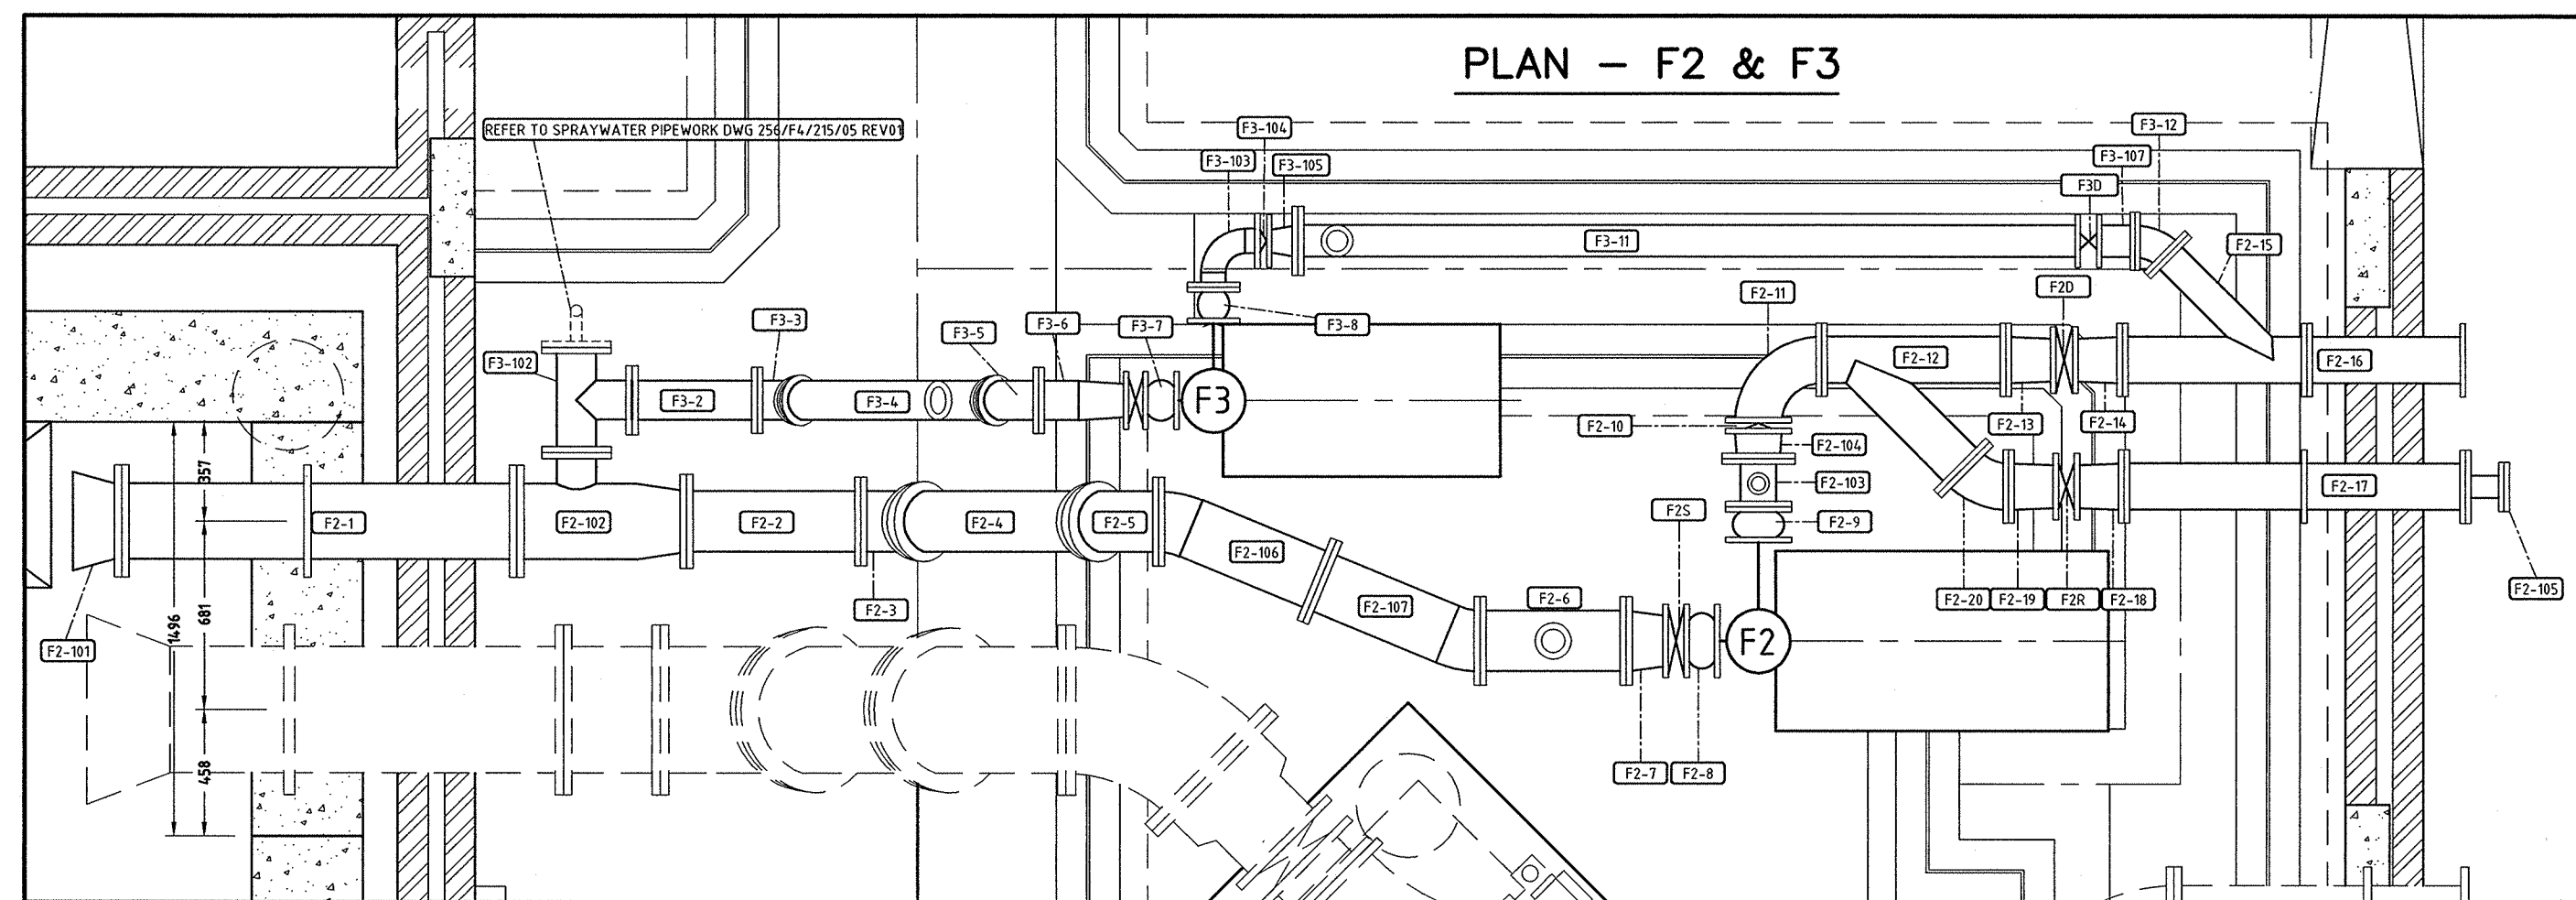 PLAN - F2 & F3
REFER TO SPRAYWATER PIPEWORK DWG 256/F4/215/05 REV01
F3-104
F3-12
F3-103
F3-105
F3-107
F3D
F3-11
F2-15
F2D
F2-11
F3-3
F3-5
F3-6
F3-7
F3-8
F3-102
F2-12
F2-16
F3-2
F3-4
F3
F2-10
F2-13
F2-14
F2-104
357
F2-103
F2-17
F2S
F2-1
F2-102
F2-2
F2-4
F2-5
F2-9
F2-106
F2-105
F2-3
F2-107
F2-6
F2-20
F2-19
F2R
F2-18
681
1496
F2-101
F2
458
F2-7
F2-8